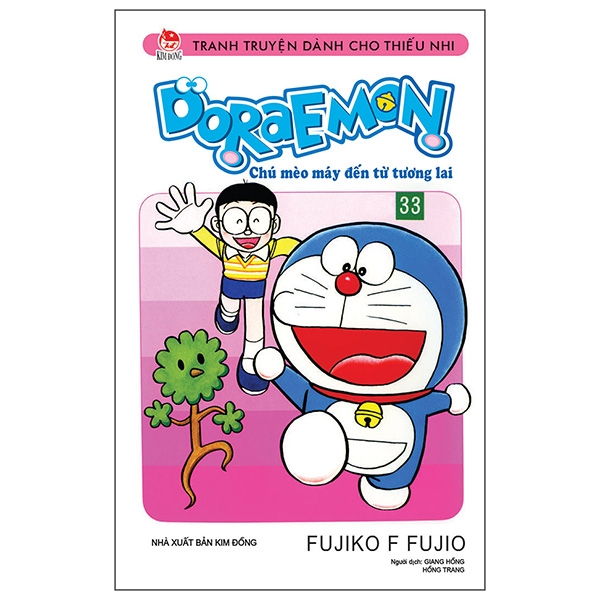 KIM ĐỒNG
TRANH TRUYỆN DÀNH CHO THIẾU NHI
DORAEMON
Chú mèo máy đến từ tương lai
33
NHÀ XUẤT BẢN KIM ĐỒNG
FUJIKO F FUJIO
Người dịch: GIANG HỒNG
HỒNG TRANG